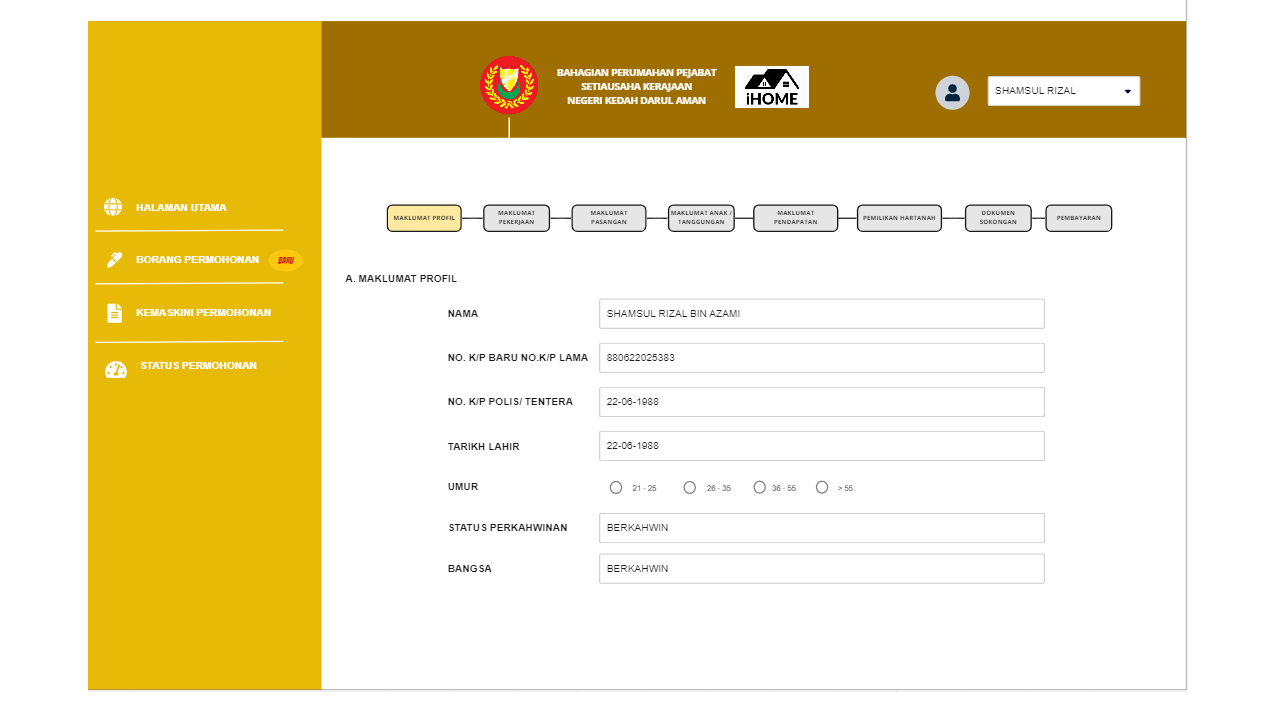 BAHAGIAN PERUMAHAN PEJABAT
SETIAUSAHA KERAJAAN
NEGERI KEDAH DARUL AMAN
iHOME
SHAMSUL RIZAL
HALAMAN UTAMA
BORANG PERMOHONAN
BARU
KEMASKINI PERMOHONAN
STATUS PERMOHONAN
MAKLUMAT PROFIL
MAKLUMAT
PEKERJAAN
MAKLUMAT
PASANGAN
MAKLUMAT ANAK /
TANGGUNGAN
MAKLUMAT
PENDAPATAN
PEMILIKAN HARTANAH
DOKUMEN
SOKONGAN
PEMBAYARAN
A. MAKLUMAT PROFIL
NAMA
SHAMSUL RIZAL BIN AZAMI
NO. K/P BARU NO.K/P LAMA
880622025383
NO. K/P POLIS/ TENTERA
22-06-1988
TARIKH LAHIR
22-06-1988
UMUR
21 - 25
26 - 35
36 - 55
> 55
STATUS PERKAHWINAN
BERKAHWIN
BANGSA
BERKAHWIN